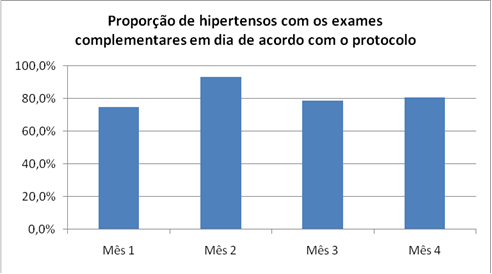 Proporção de hipertensos com os exames
complementares em dia de acordo com o protocolo
100,0%
80,0%
60,0%
40,0%
20,0%
0,0%
Mês 1 Mês 2 Mês 3 Mês 4